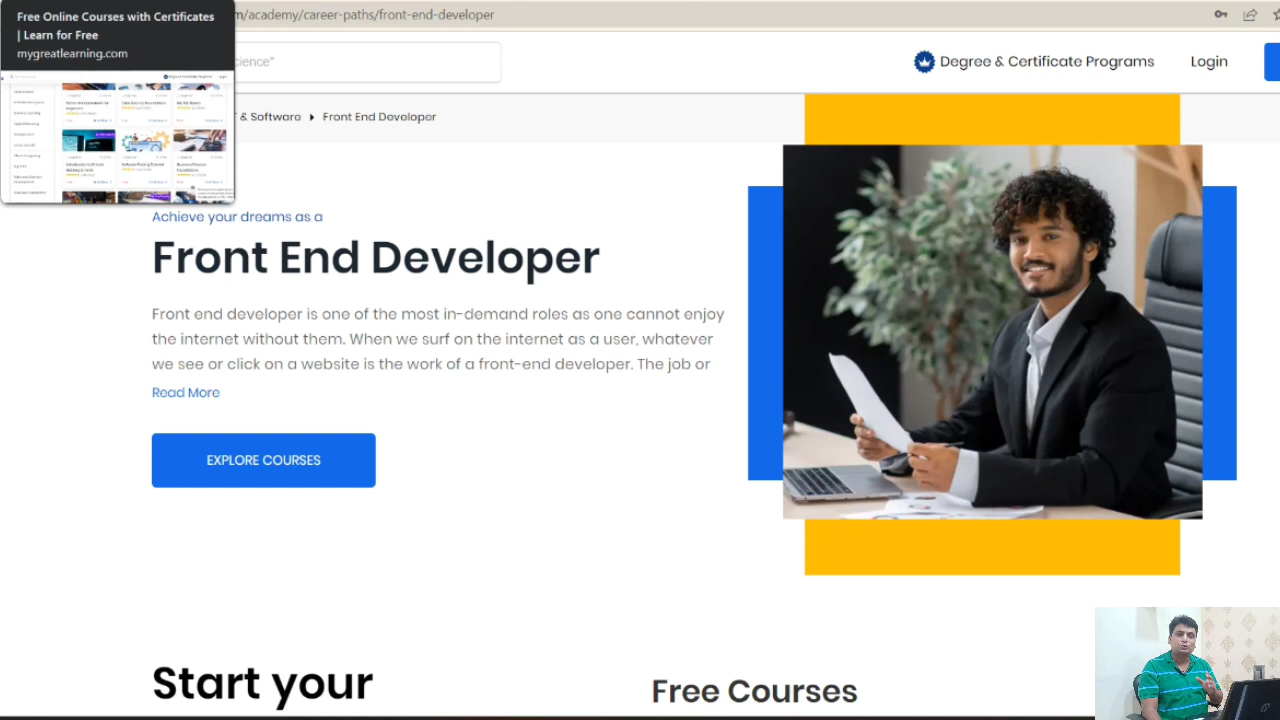 Free Online Courses with Certificates
| Learn for Free
mygreatlearning.com
m/academy/career-paths/front-end-developer
cience"
Degree & Certificate Programs
Login
& Software
Front End Developer
Achieve your dreams as a
Front End Developer
Front end developer is one of the most in-demand roles as one cannot enjoy
the internet without them. When we surf on the internet as a user, whatever
we see or click on a website is the work of a front-end developer. The job or
Read More
EXPLORE COURSES
Start your
Free Courses